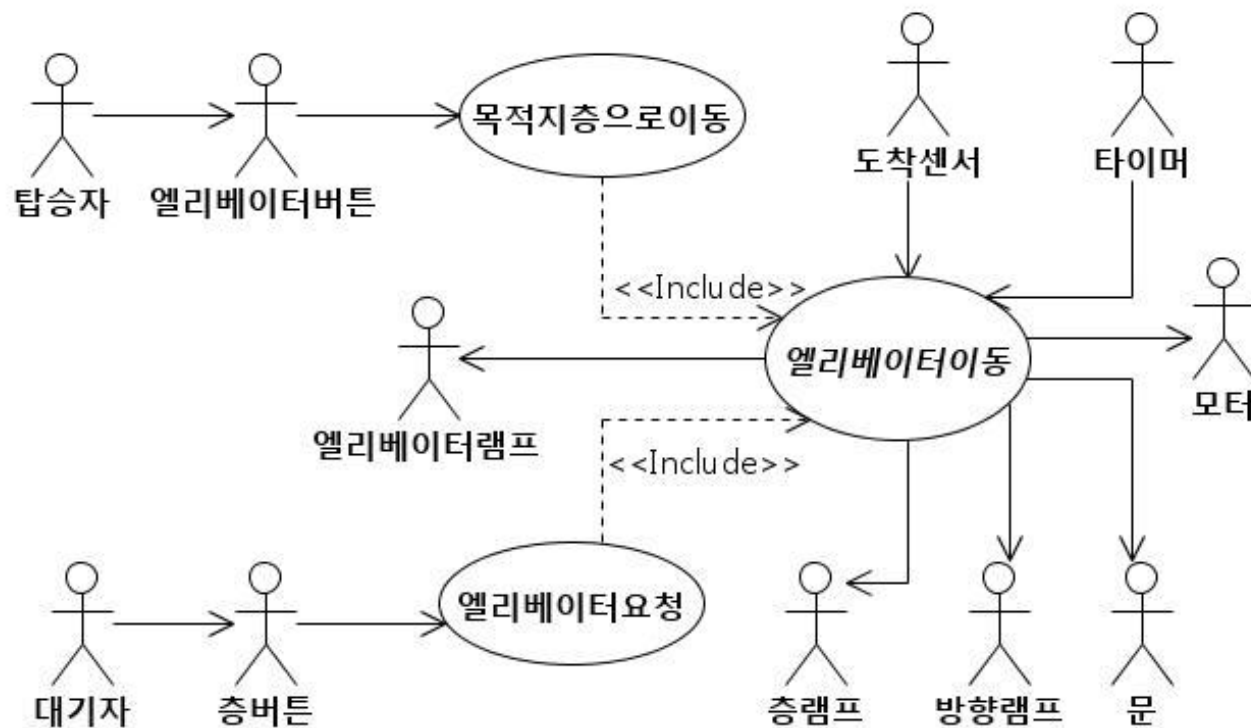 목적지층으로이동
도착센서
타이머
탑승자
엘리베이터버튼
<<Include>>
엘리베이터이동
모터
엘리베이터램프
<<Include>>
엘리베이터요청
대기자
층버튼
층램프
방향램프
문